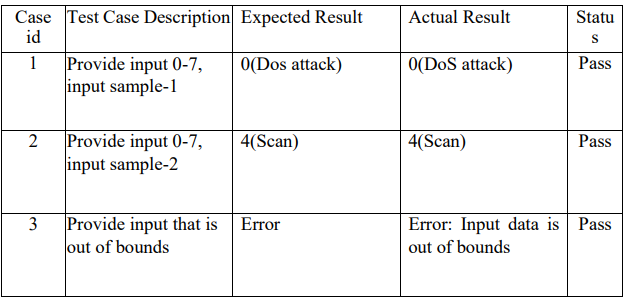 Case id Test Case Description Expected Result Actual Result Statu s
1 Provide input 0-7, input sample-1 0(Dos attack) 0(DoS attack) Pass
2 Provide input 0-7, input sample-2 4(Scan) 4(Scan) Pass
3 Provide input that is out of bounds Error Error: Input data is out of bounds Pass